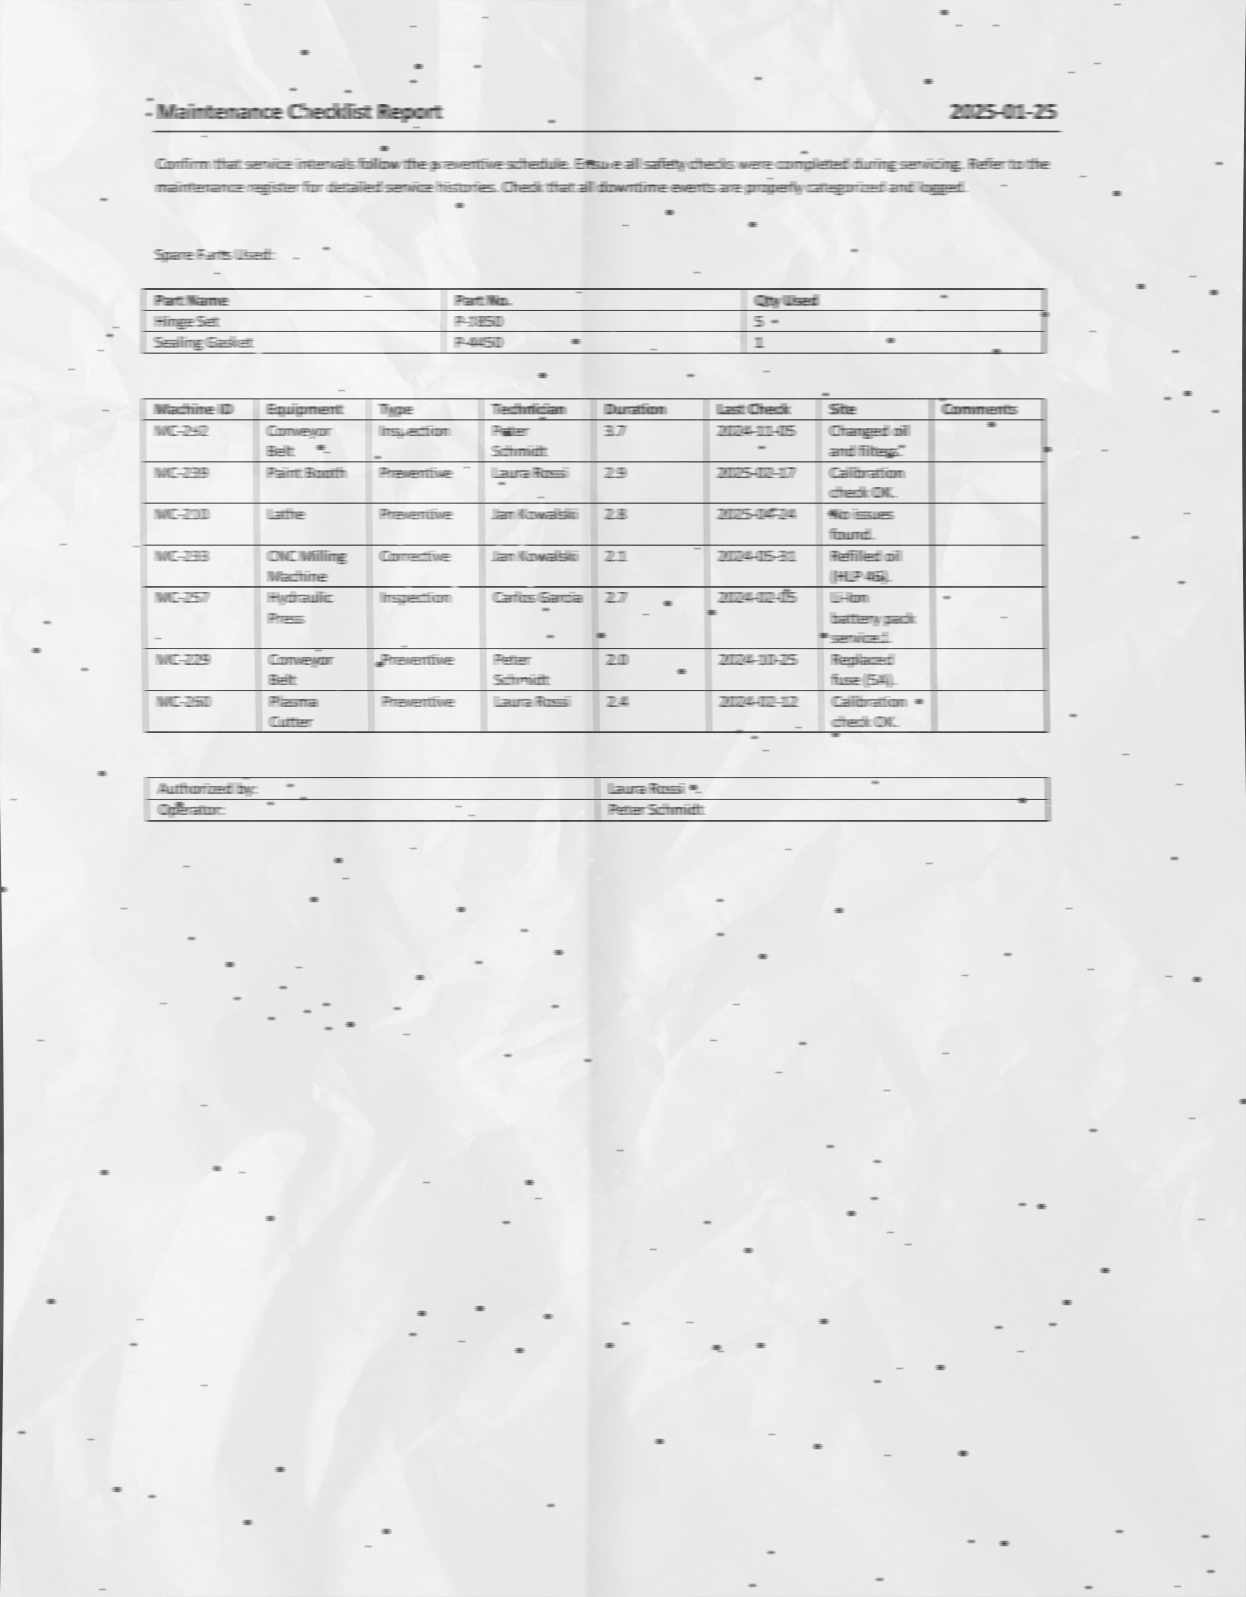 Maintenance Checklist Report 2025-01-25
Confirm that service intervals follow the preventive schedule. Ensure all safety checks were completed during servicing. Refer to the
maintenance register for detailed service histories. Check that all downtime events are properly categorized and logged.
Spare Parts Used:
Part Name Part No. Qty Used
Hinge Set 5
Sealing Gasket P-4450 1
Machine ID Equipment Type Technician Duration Last Check Site Comments
Conveyor Inspection Peter 3.7 2024-11-05 Changed oil
Belt Schmidt and filters.
MC-239 Paint Booth Preventive Laura Rossi 2.9 2025-02-17 Calibration
check OK.
MC-210 Lathe Preventive Jan Kowalski 2.8 2025-04-24 No issues
found.
MC-233 CNC Milling Corrective Jan Kowalski 2.1 2024-05-31 Refilled oil
Machine (HLP 46).
MC-257 Hydraulic Inspection Carlos Garcia 2.7 2024-02-05 Li-Ion
Press battery pack
serviced.
MC-229 Conveyor Preventive Peter 2.0 2024-10-25 Replaced
Belt Schmidt fuse (5A).
MC-260 Plasma Preventive Laura Rossi 2.4 2024-02-12 Calibration
Cutter check OK.
Authorized by: Laura Rossi
Operator: Peter Schmidt